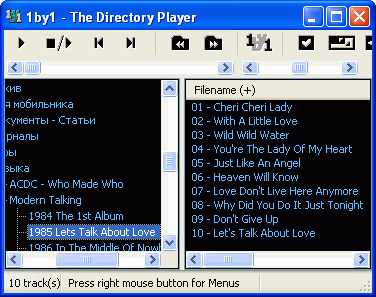 1by1 - The Directory Player
1by1
хив
я мобильника
кументы - Статьи
рналы
ры
зыка
ACDC - Who Made Who
Modern Talking
1984 The 1st Album
1985 Lets Talk About Love
1986 In The Middle Of Now
Filename (+)
01 - Cheri Cheri Lady
02 - With A Little Love
03 - Wild Wild Water
04 - You're The Lady Of My Heart
05 - Just Like An Angel
06 - Heaven Will Know
07 - Love Don't Live Here Anymore
08 - Why Did You Do It Just Tonight
09 - Don't Give Up
10 - Let's Talk About Love
10 track(s) Press right mouse button for Menus